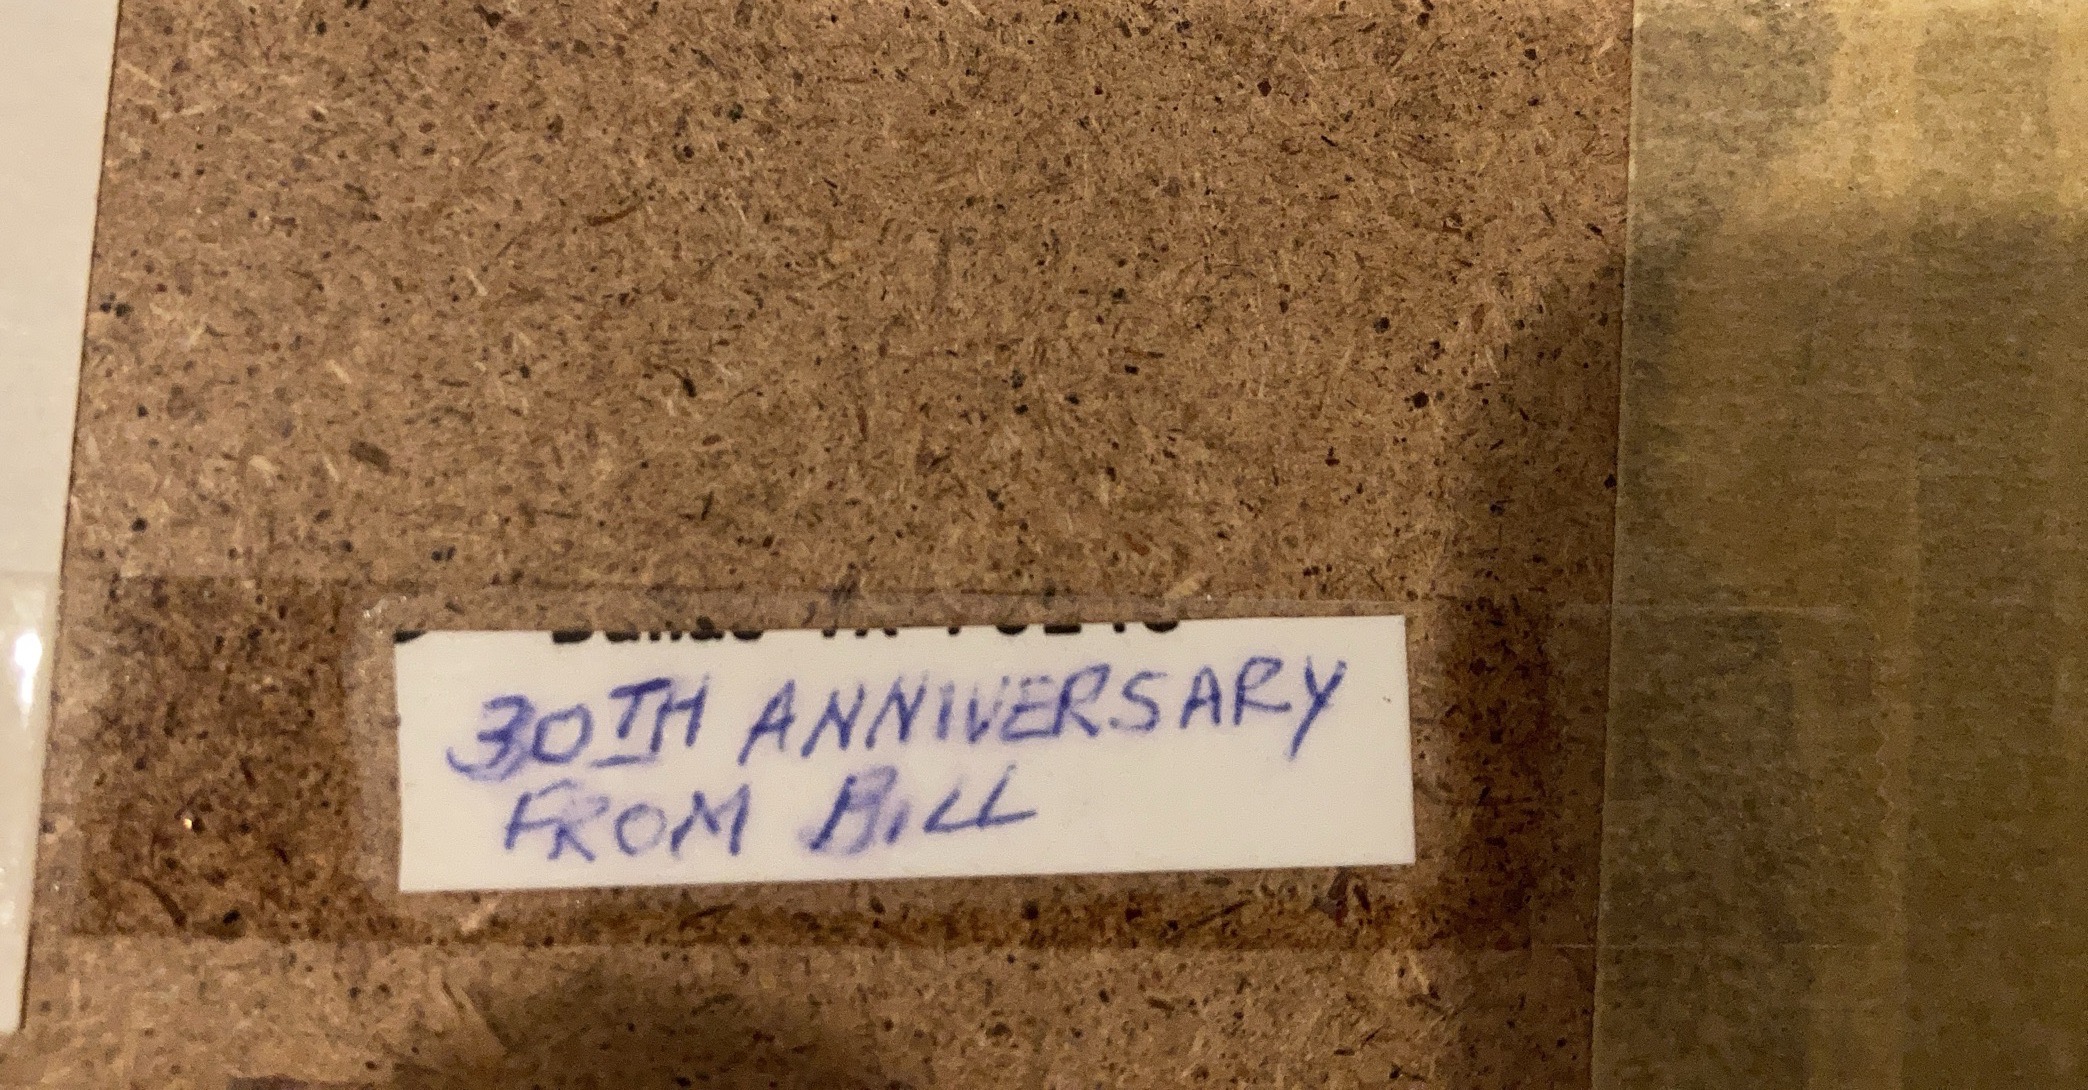 30TH ANNIVERSARY
FROM BILL